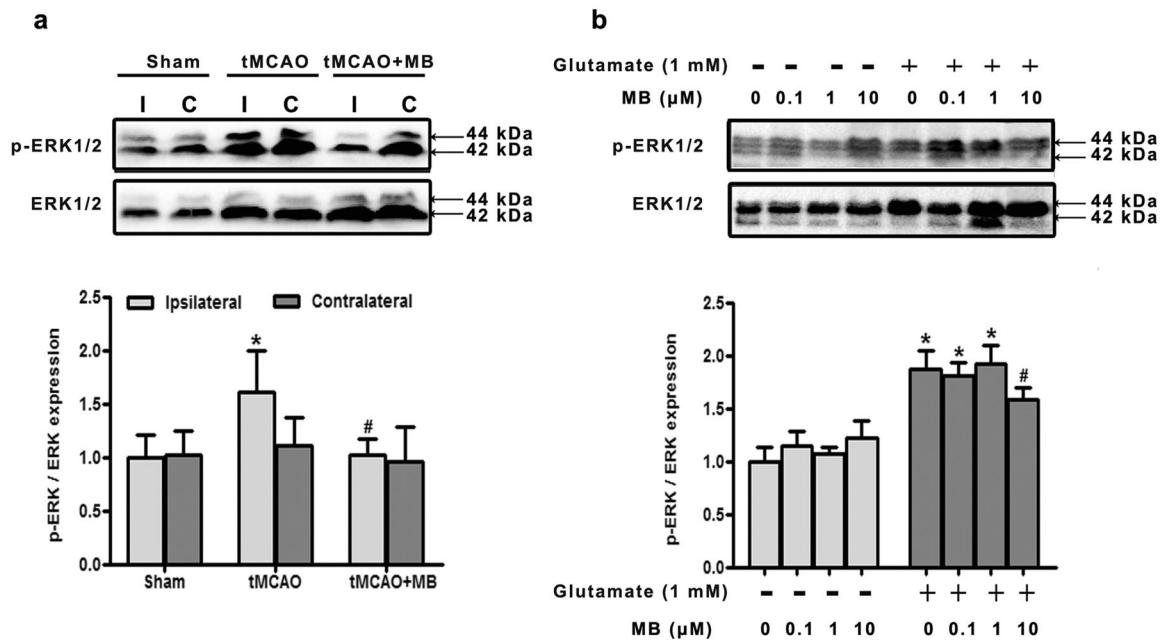 a
Sham tMCAO tMCAO+MB
I C I C I C
p-ERK1/2
44 kDa
42 kDa
ERK1/2
44 kDa
42 kDa
Ipsilateral Contralateral
p-ERK / ERK expression
2.5
2.0
1.5
1.0
0.5
0.0
*
#
Sham tMCAO tMCAO+MB
b
Glutamate (1 mM) - - - - + + + +
MB (µM) 0 0.1 1 10 0 0.1 1 10
p-ERK1/2
44 kDa
42 kDa
ERK1/2
44 kDa
42 kDa
p-ERK / ERK expression
2.5
2.0
1.5
1.0
0.5
0.0
* * *
#
Glutamate (1 mM) - - - - + + + +
MB (µM) 0 0.1 1 10 0 0.1 1 10